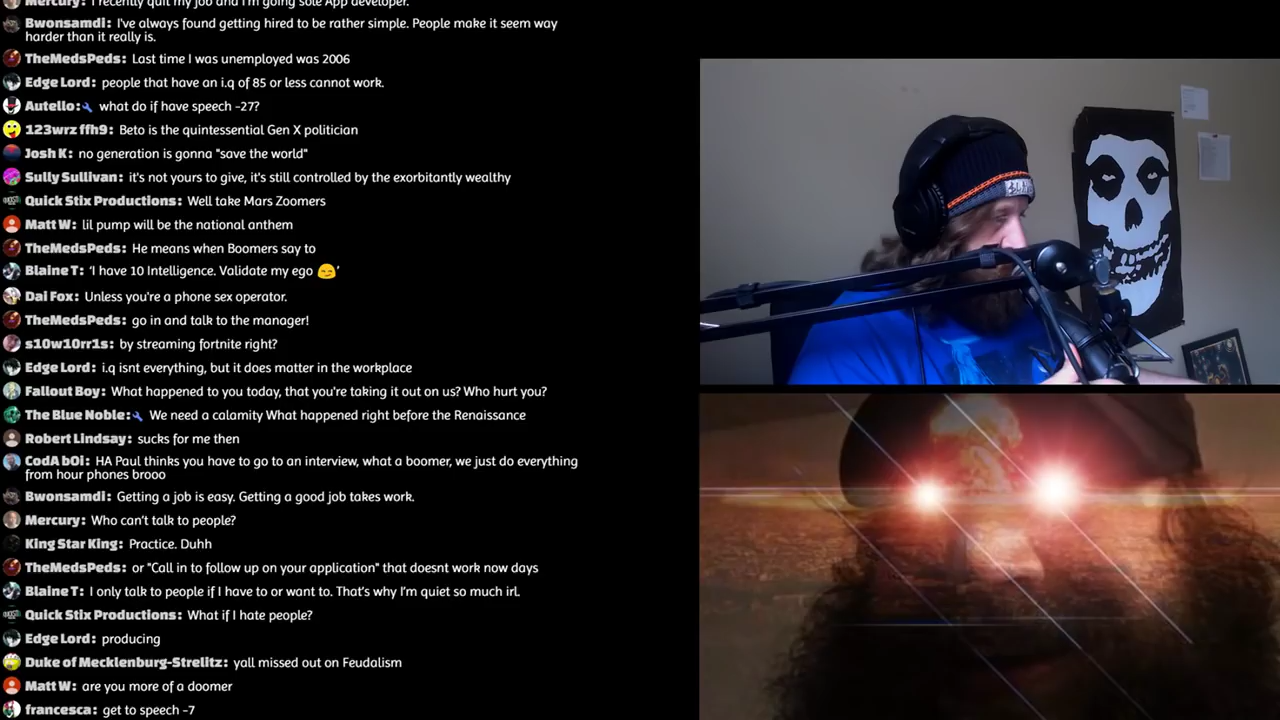 Mercury: I recently quit my job and I'm going sole App developer.
Bwonsamdi: I've always found getting hired to be rather simple. People make it seem way
harder than it really is.
TheMedsPeds: Last time I was unemployed was 2006
Edge Lord: people that have an i.q of 85 or less cannot work.
Autello: what do if have speech -27?
123wrz ffh9: Beto is the quintessential Gen X politician
Josh K: no generation is gonna "save the world"
Sully Sullivan: it's not yours to give, it's still controlled by the exorbitantly wealthy
Quick Stix Productions: Well take Mars Zoomers
Matt W: lil pump will be the national anthem
TheMedsPeds: He means when Boomers say to
Blaine T: 'I have 10 Intelligence. Validate my ego 😏'
Dai Fox: Unless you're a phone sex operator.
TheMedsPeds: go in and talk to the manager!
s10w10rr1s: by streaming fortnite right?
Edge Lord: i.q isnt everything, but it does matter in the workplace
Fallout Boy: What happened to you today, that you're taking it out on us? Who hurt you?
The Blue Noble: We need a calamity What happened right before the Renaissance
Robert Lindsay: sucks for me then
CodA bOi: HA Paul thinks you have to go to an interview, what a boomer, we just do everything
from hour phones brooo
Bwonsamdi: Getting a job is easy. Getting a good job takes work.
Mercury: Who can't talk to people?
King Star King: Practice. Duhh
TheMedsPeds: or "Call in to follow up on your application" that doesnt work now days
Blaine T: I only talk to people if I have to or want to. That's why I'm quiet so much irl.
Quick Stix Productions: What if I hate people?
Edge Lord: producing
Duke of Mecklenburg-Strelitz: yall missed out on Feudalism
Matt W: are you more of a doomer
francesca: get to speech -7